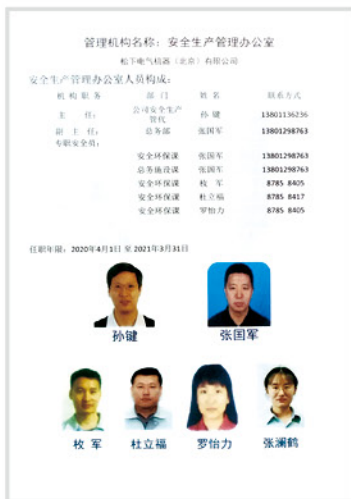 管理机构名称：安全生产管理办公室
松下电气机器（北京）有限公司
安全生产管理办公室人员构成：
机构职务 部门 姓名 联系方式
主任： 公司安全生产管代 孙键 13801136236
副主任： 总务部 张国军 13801298763
专职安全员：
安全环保课 张国军 13801298763
总务施设课 张国军 13801298763
安全环保课 枚军 8785 8405
安全环保课 杜立福 8785 8417
安全环保课 罗怡力 8785 8405
任职年限：2020年4月1日 至 2021年3月31日
孙键 张国军
枚军 杜立福 罗怡力 张澜鹤